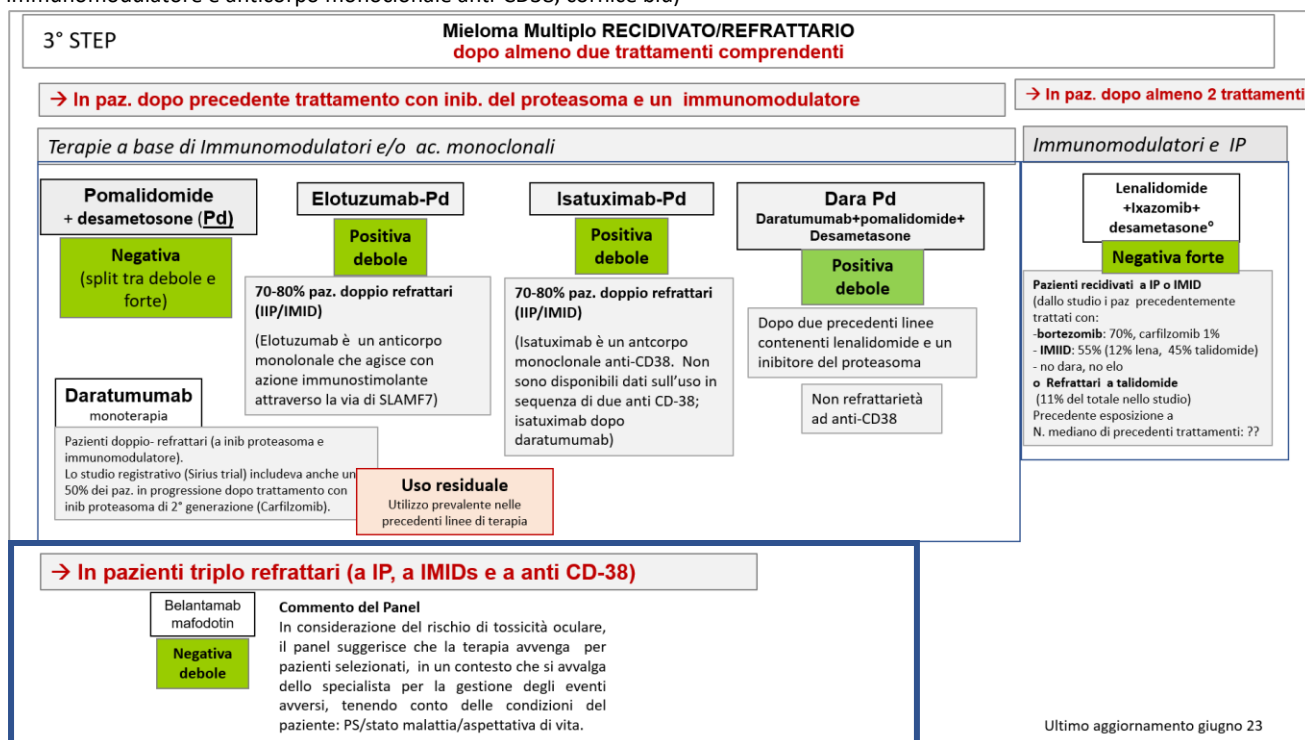 immunomodulatore e anticorpo monoclonale anti-CD38, cornice blu)
3° STEP
Mieloma Multiplo RECIDIVATO/REFRATTARIO
dopo almeno due trattamenti comprendenti
→ In paz. dopo precedente trattamento con inib. del proteasoma e un immunomodulatore
→ In paz. dopo almeno 2 trattamenti
Terapie a base di Immunomodulatori e/o ac. monoclonali
Immunomodulatori e IP
Pomalidomide
+ desametosone (Pd)
Negativa
(split tra debole e
forte)
Daratumumab
monoterapia
Pazienti doppio- refrattari (a inib proteasoma e
immunomodulatore).
Lo studio registrativo (Sirius trial) includeva anche un
50% dei paz. in progressione dopo trattamento con
inib proteasoma di 2° generazione (Carfilzomib).
Elotuzumab-Pd
Positiva
debole
70-80% paz. doppio refrattari
(IIP/IMID)
(Elotuzumab è un anticorpo
monolonale che agisce con
azione immunostimolante
attraverso la via di SLAMF7)
Uso residuale
Utilizzo prevalente nelle
precedenti linee di terapia
Isatuximab-Pd
Positiva
debole
70-80% paz. doppio refrattari
(IIP/IMID)
(Isatuximab è un antcorpo
monoclonale anti-CD38. Non
sono disponibili dati sull'uso in
sequenza di due anti CD-38;
isatuximab dopo
daratumumab)
Dara Pd
Daratumumab+pomalidomide+
Desametasone
Positiva
debole
Dopo due precedenti linee
contenenti lenalidomide e un
inibitore del proteasoma
Non refrattarietà
ad anti-CD38
Lenalidomide
+Ixazomib+
desametasone°
Negativa forte
Pazienti recidivati a IP o IMID
(dallo studio i paz precedentemente
trattati con:
-bortezomib: 70%, carfilzomib 1%
- IMIID: 55% (12% lena, 45% talidomide)
- no dara, no elo
o Refrattari a talidomide
(11% del totale nello studio)
Precedente esposizione a
N. mediano di precedenti trattamenti: ??
→ In pazienti triplo refrattari (a IP, a IMIDs e a anti CD-38)
Belantamab
mafodotin
Negativa
debole
Commento del Panel
In considerazione del rischio di tossicità oculare,
il panel suggerisce che la terapia avvenga per
pazienti selezionati, in un contesto che si avvalga
dello specialista per la gestione degli eventi
avversi, tenendo conto delle condizioni del
paziente: PS/stato malattia/aspettativa di vita.
Ultimo aggiornamento giugno 23